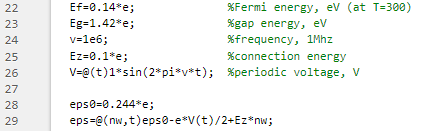 22 Ef=0.14*e; %Fermi energy, eV (at T=300)
23 Eg=1.42*e; %gap energy, eV
24 v=1e6; %frequency, 1Mhz
25 Ez=0.1*e; %connection energy
26 V=@(t)1*sin(2*pi*v*t); %periodic voltage, V
27
28 eps0=0.244*e;
29 eps=@(nw,t)eps0-e*V(t)/2+Ez*nw;